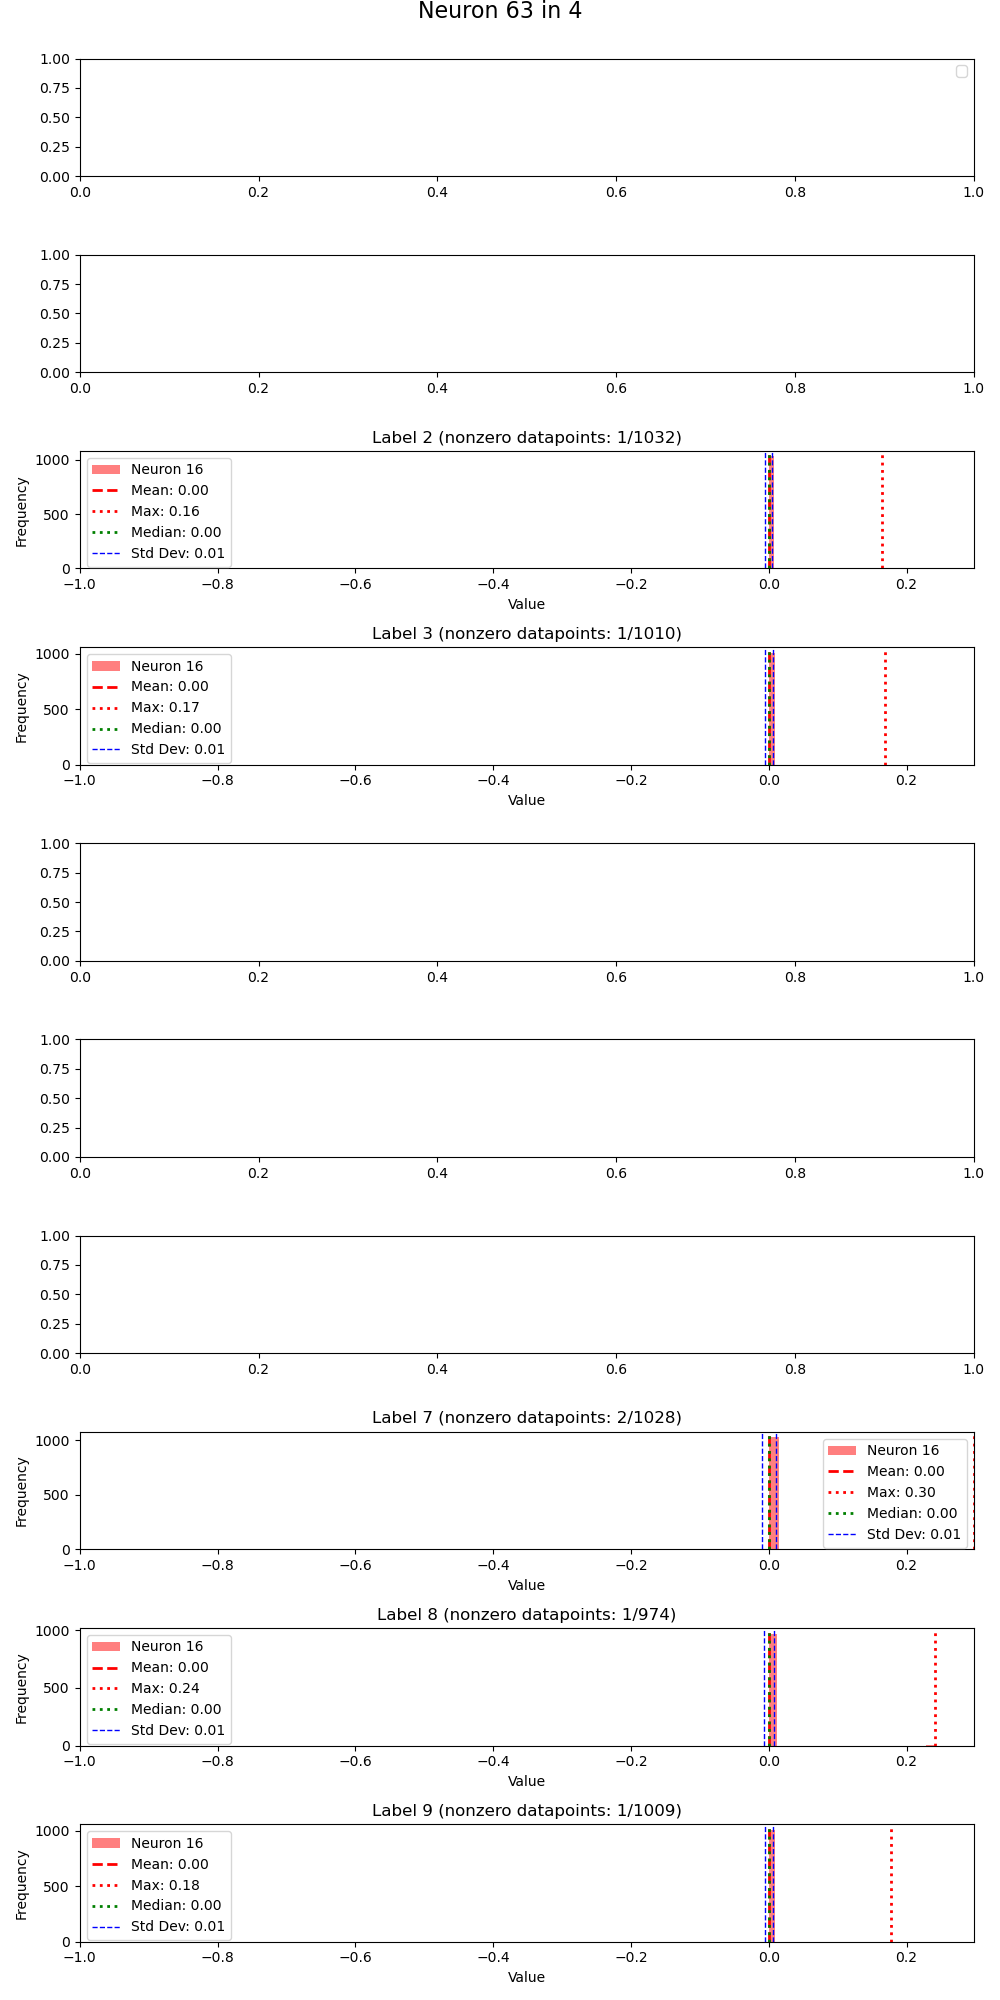 Neuron 63 in 4
1.00
0.75
0.50
0.25
0.00
0.0 0.2 0.4 0.6 0.8 1.0
1.00
0.75
0.50
0.25
0.00
0.0 0.2 0.4 0.6 0.8 1.0
Label 2 (nonzero datapoints: 1/1032)
Frequency
1000
500
0
Neuron 16
Mean: 0.00
Max: 0.16
Median: 0.00
Std Dev: 0.01
−1.0 −0.8 −0.6 −0.4 −0.2 0.0 0.2
Value
Label 3 (nonzero datapoints: 1/1010)
Frequency
1000
500
0
Neuron 16
Mean: 0.00
Max: 0.17
Median: 0.00
Std Dev: 0.01
−1.0 −0.8 −0.6 −0.4 −0.2 0.0 0.2
Value
1.00
0.75
0.50
0.25
0.00
0.0 0.2 0.4 0.6 0.8 1.0
1.00
0.75
0.50
0.25
0.00
0.0 0.2 0.4 0.6 0.8 1.0
1.00
0.75
0.50
0.25
0.00
0.0 0.2 0.4 0.6 0.8 1.0
Label 7 (nonzero datapoints: 2/1028)
Frequency
1000
500
0
Neuron 16
Mean: 0.00
Max: 0.30
Median: 0.00
Std Dev: 0.01
−1.0 −0.8 −0.6 −0.4 −0.2 0.0 0.2
Value
Label 8 (nonzero datapoints: 1/974)
Frequency
1000
500
0
Neuron 16
Mean: 0.00
Max: 0.24
Median: 0.00
Std Dev: 0.01
−1.0 −0.8 −0.6 −0.4 −0.2 0.0 0.2
Value
Label 9 (nonzero datapoints: 1/1009)
Frequency
1000
500
0
Neuron 16
Mean: 0.00
Max: 0.18
Median: 0.00
Std Dev: 0.01
−1.0 −0.8 −0.6 −0.4 −0.2 0.0 0.2
Value